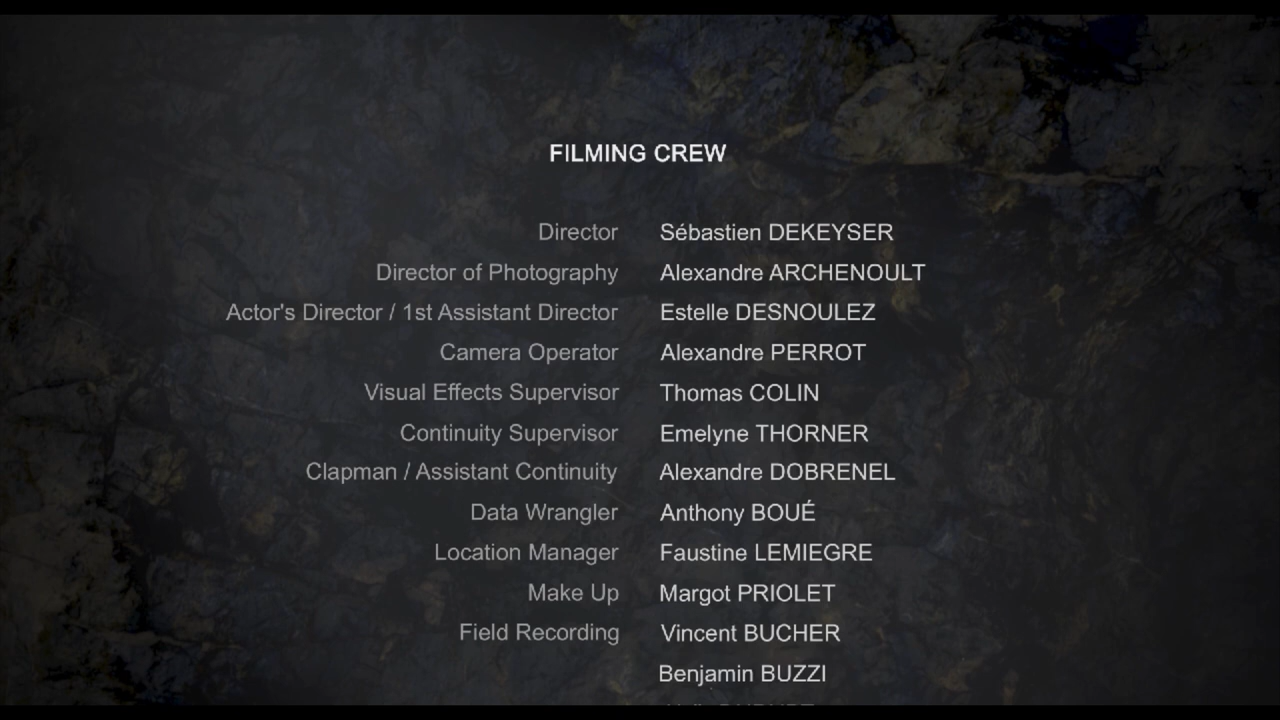 FILMING CREW
Director Sébastien DEKEYSER
Director of Photography Alexandre ARCHENOULT
Actor's Director / 1st Assistant Director Estelle DESNOULEZ
Camera Operator Alexandre PERROT
Visual Effects Supervisor Thomas COLIN
Continuity Supervisor Emelyne THORNER
Clapman / Assistant Continuity Alexandre DOBRENEL
Data Wrangler Anthony BOUÉ
Location Manager Faustine LEMIEGRE
Make Up Margot PRIOLET
Field Recording Vincent BUCHER
Benjamin BUZZI